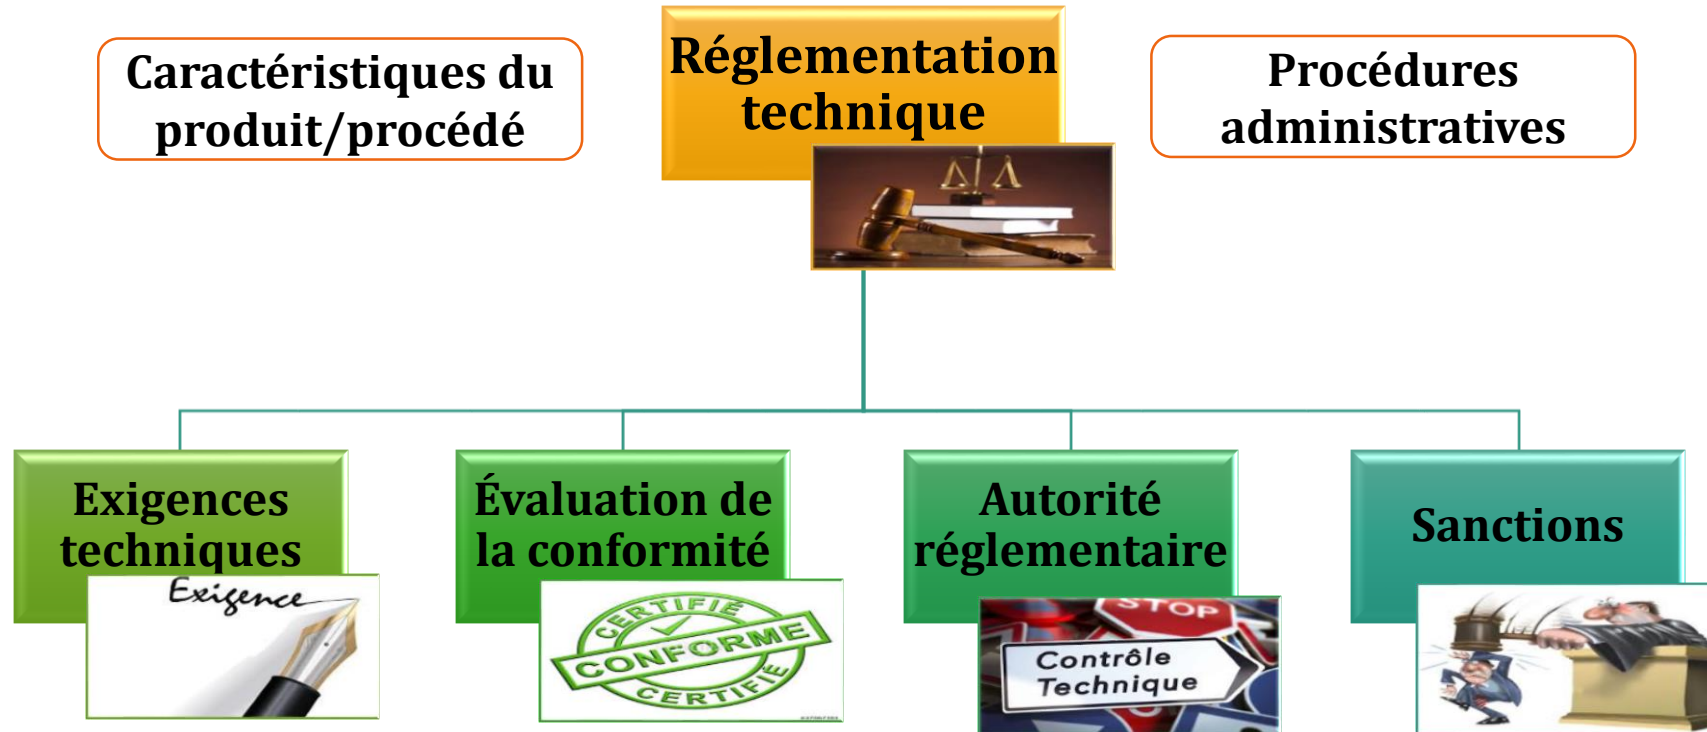 Caractéristiques du
produit/procédé
Réglementation
technique
Procédures
administratives
Exigences
techniques
Exigence
Évaluation de
la conformité
CERTIFIÉ
CONFORME
CERTIFIÉ
Autorité
réglementaire
STOP
Contrôle
Technique
Sanctions